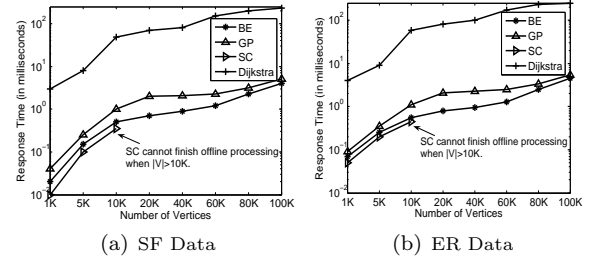 Response Time (in milliseconds)
10^2
10^1
10^0
10^−1
10^−2
BE
GP
SC
Dijkstra
SC cannot finish offline processing
when |V|>10K.
1K 5K 10K 20K 40K 60K 80K 100K
Number of Vertices
(a) SF Data
Response Time (in milliseconds)
10^2
10^1
10^0
10^−1
10^−2
BE
GP
SC
Dijkstra
SC cannot finish offline processing
when |V|>10K.
1K 5K 10K 20K 40K 60K 80K 100K
Number of Vertices
(b) ER Data